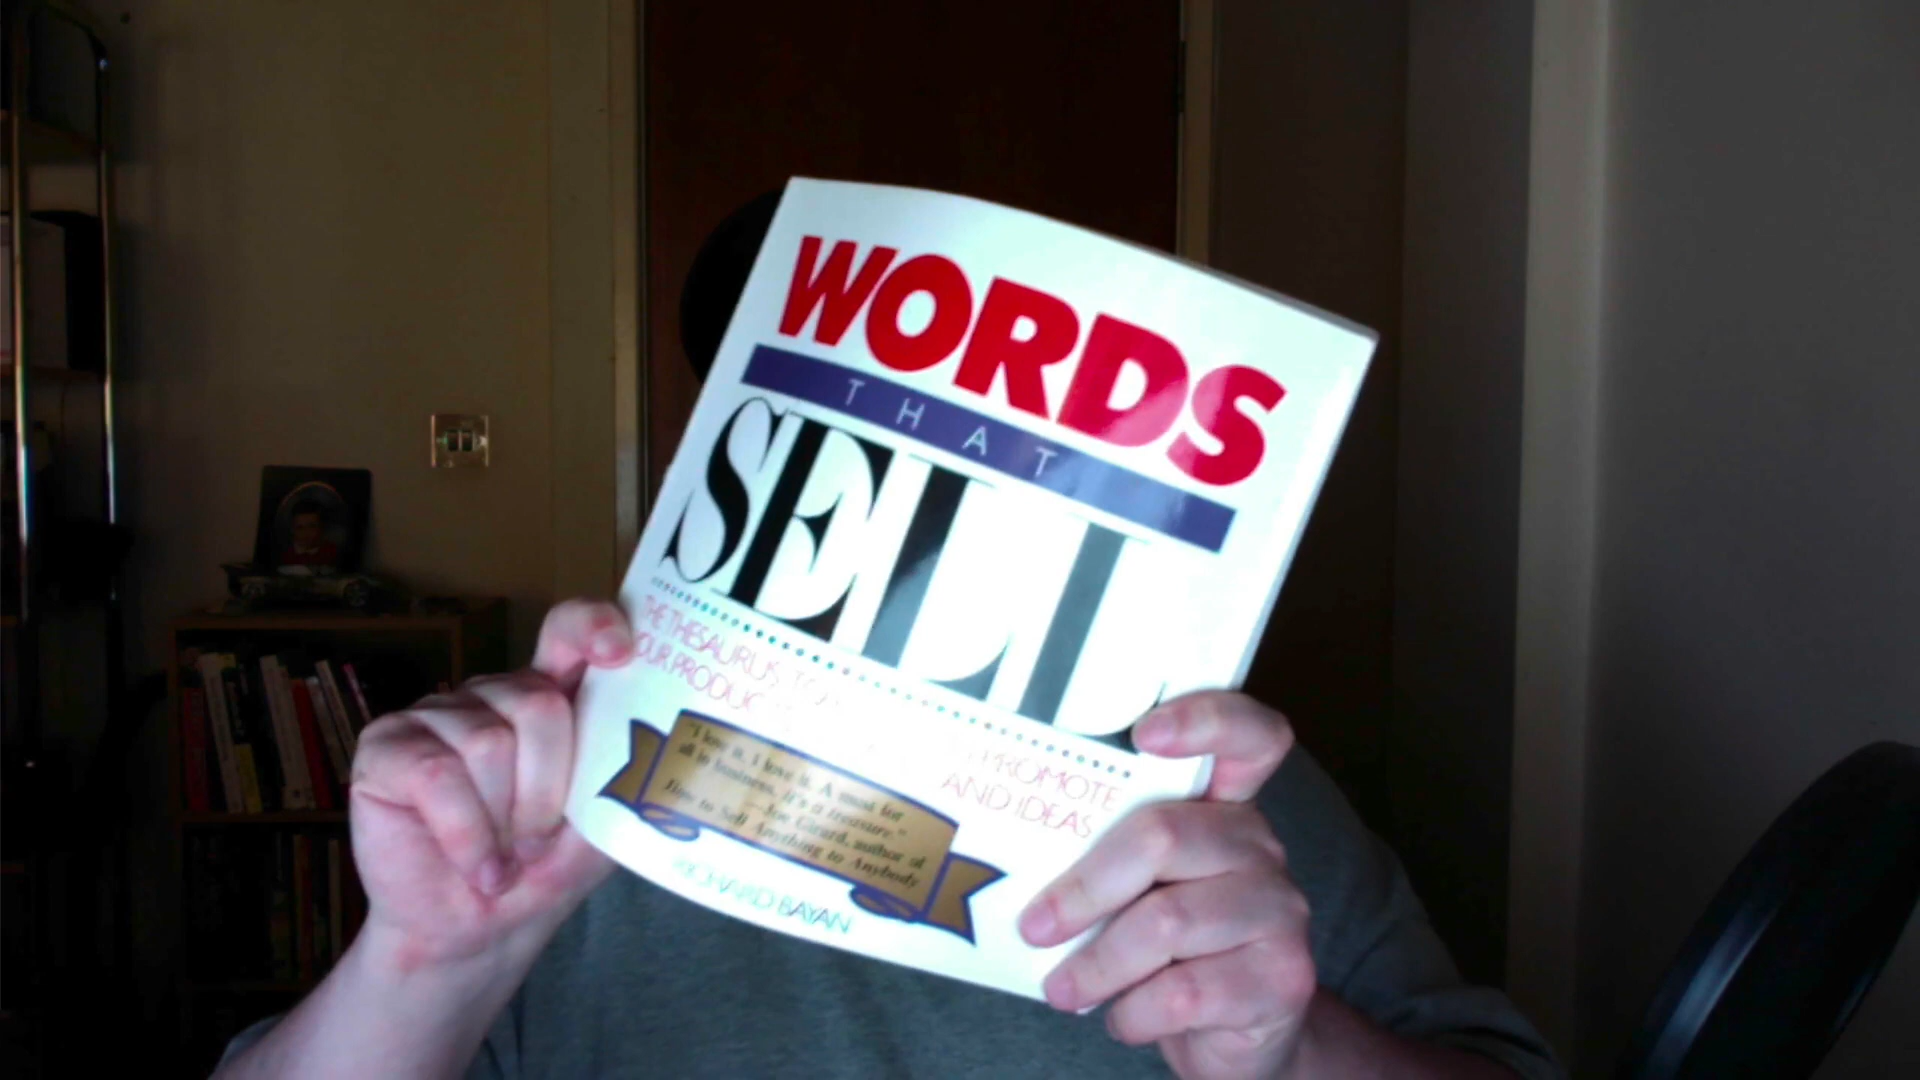 WORDS
THAT
SELL
THE THESAURUS TO
YOUR PRODUC
PROMOTE
AND IDEAS
"I love it. I love it. A must for
all in business. It's a treasure."
—Joe Girard, author of
How to Sell Anything to Anybody
RICHARD BAYAN